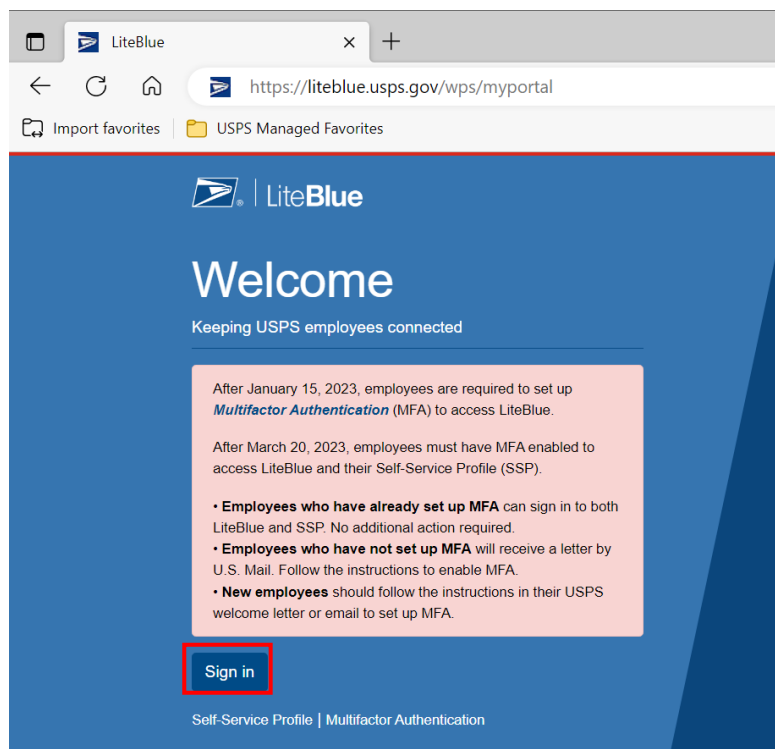 LiteBlue
https://liteblue.usps.gov/wps/myportal
Import favorites
USPS Managed Favorites
LiteBlue
Welcome
Keeping USPS employees connected
After January 15, 2023, employees are required to set up
Multifactor Authentication (MFA) to access LiteBlue.
After March 20, 2023, employees must have MFA enabled to
access LiteBlue and their Self-Service Profile (SSP).
• Employees who have already set up MFA can sign in to both
LiteBlue and SSP. No additional action required.
• Employees who have not set up MFA will receive a letter by
U.S. Mail. Follow the instructions to enable MFA.
• New employees should follow the instructions in their USPS
welcome letter or email to set up MFA.
Sign in
Self-Service Profile | Multifactor Authentication